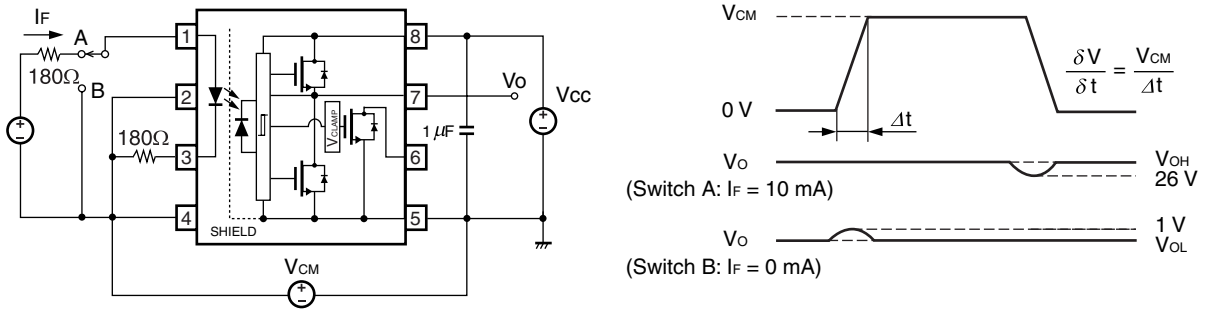 IF
A
180Ω
B
180Ω
1
2
3
4
SHIELD
VCLAMP
8
7
6
5
Vo
1 μF
Vcc
VCM
VCM
0 V
Δt
δV
δt
=
VCM
Δt
Vo
(Switch A: IF = 10 mA)
VOH
26 V
Vo
(Switch B: IF = 0 mA)
1 V
VOL